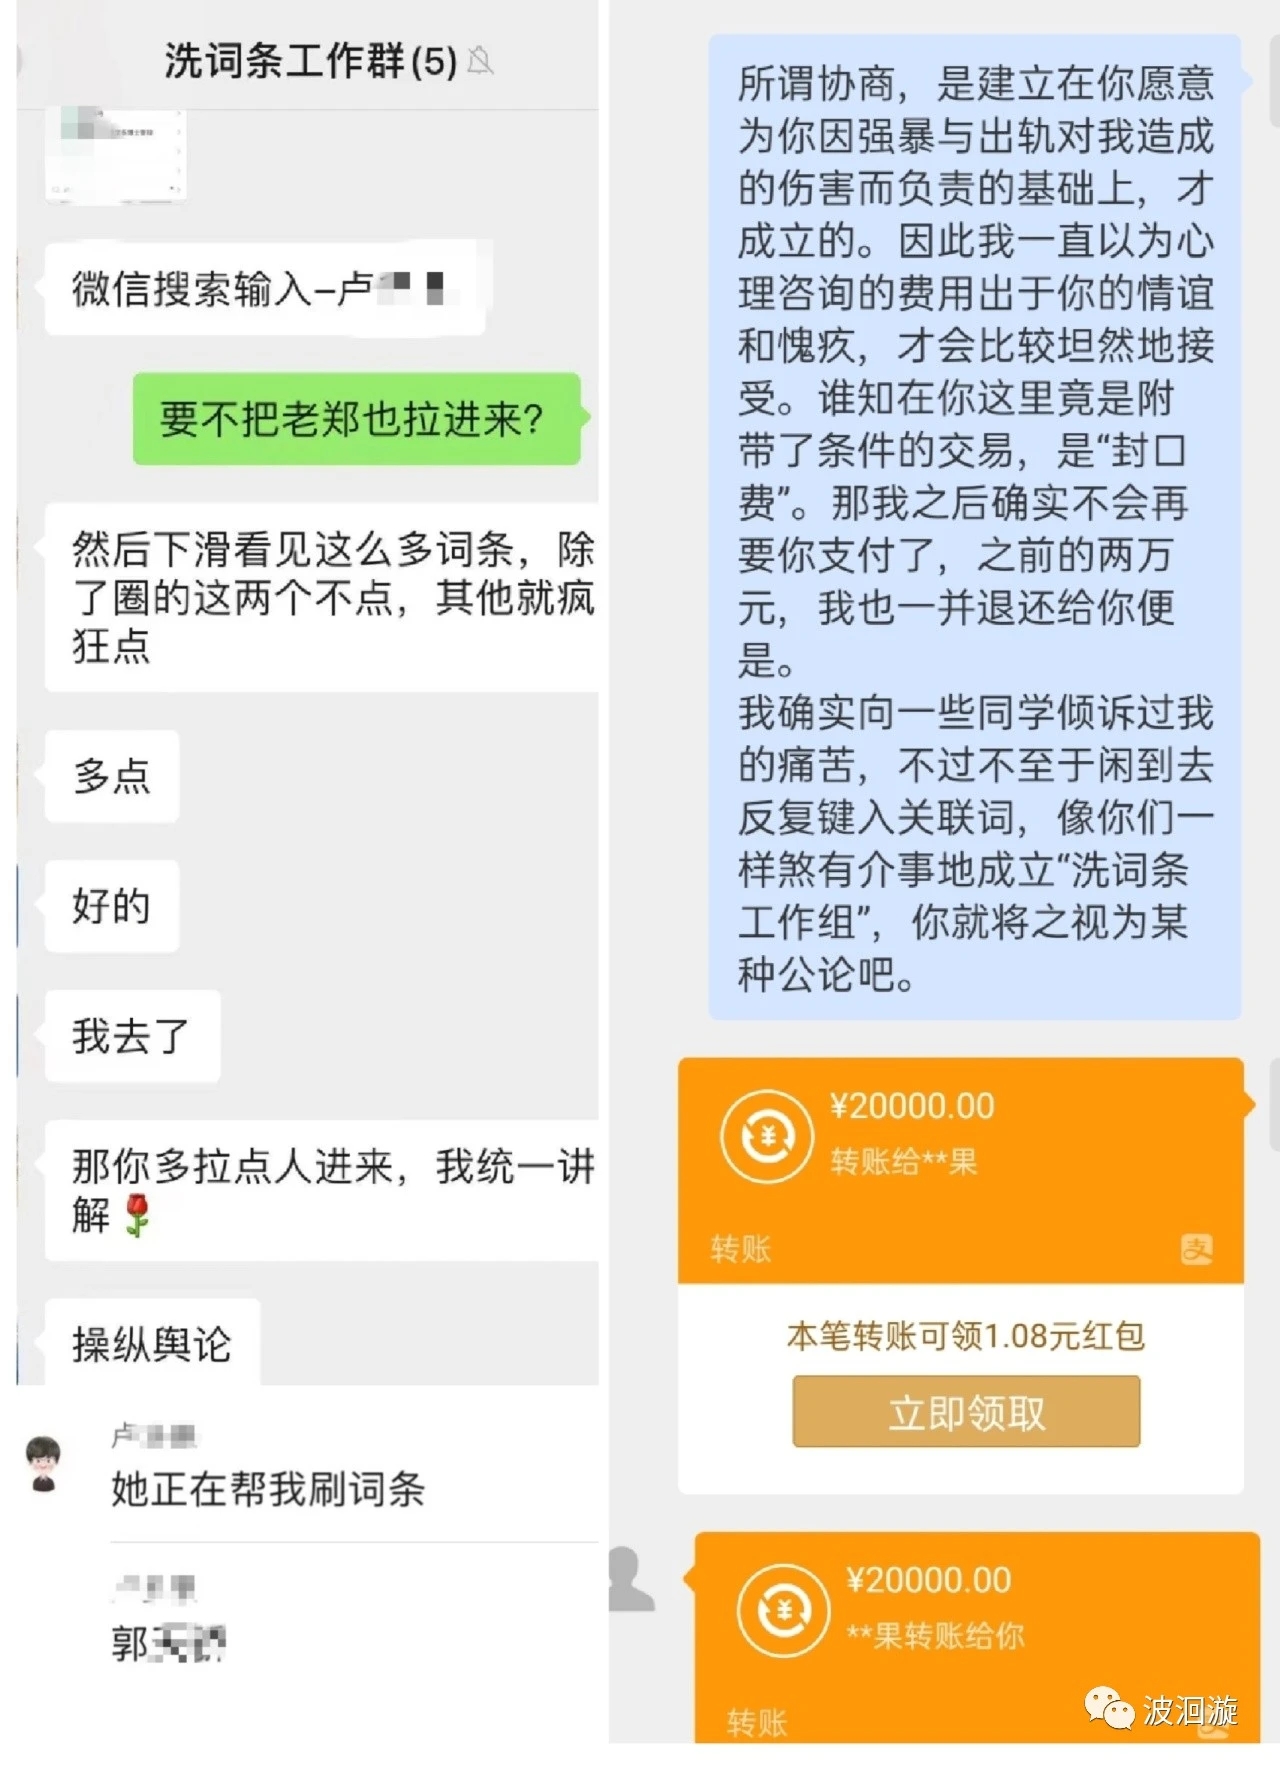 洗词条工作群(5)
微信搜索输入-卢
要不把老郑也拉进来?
然后下滑看见这么多词条，除
了圈的这两个不点，其他就疯
狂点
多点
好的
我去了
那你多拉点人进来，我统一讲
解🌹
操纵舆论
卢
她正在帮我刷词条
卢
郭
所谓协商，是建立在你愿意
为你因强暴与出轨对我造成
的伤害而负责的基础上，才
成立的。因此我一直以为心
理咨询的费用出于你的情谊
和愧疚，才会比较坦然地接
受。谁知在你这里竟是附
带了条件的交易，是“封口
费”。那我之后确实不会再
要你支付了，之前的两万
元，我也一并退还给你便
是。
我确实向一些同学倾诉过我
的痛苦，不过不至于闲到去
反复键入关联词，像你们一
样煞有介事地成立“洗词条
工作组”，你就将之视为某
种公论吧。
¥20000.00
转账给**果
转账
支
本笔转账可领1.08元红包
立即领取
¥20000.00
**果转账给你
转账
波洄漩